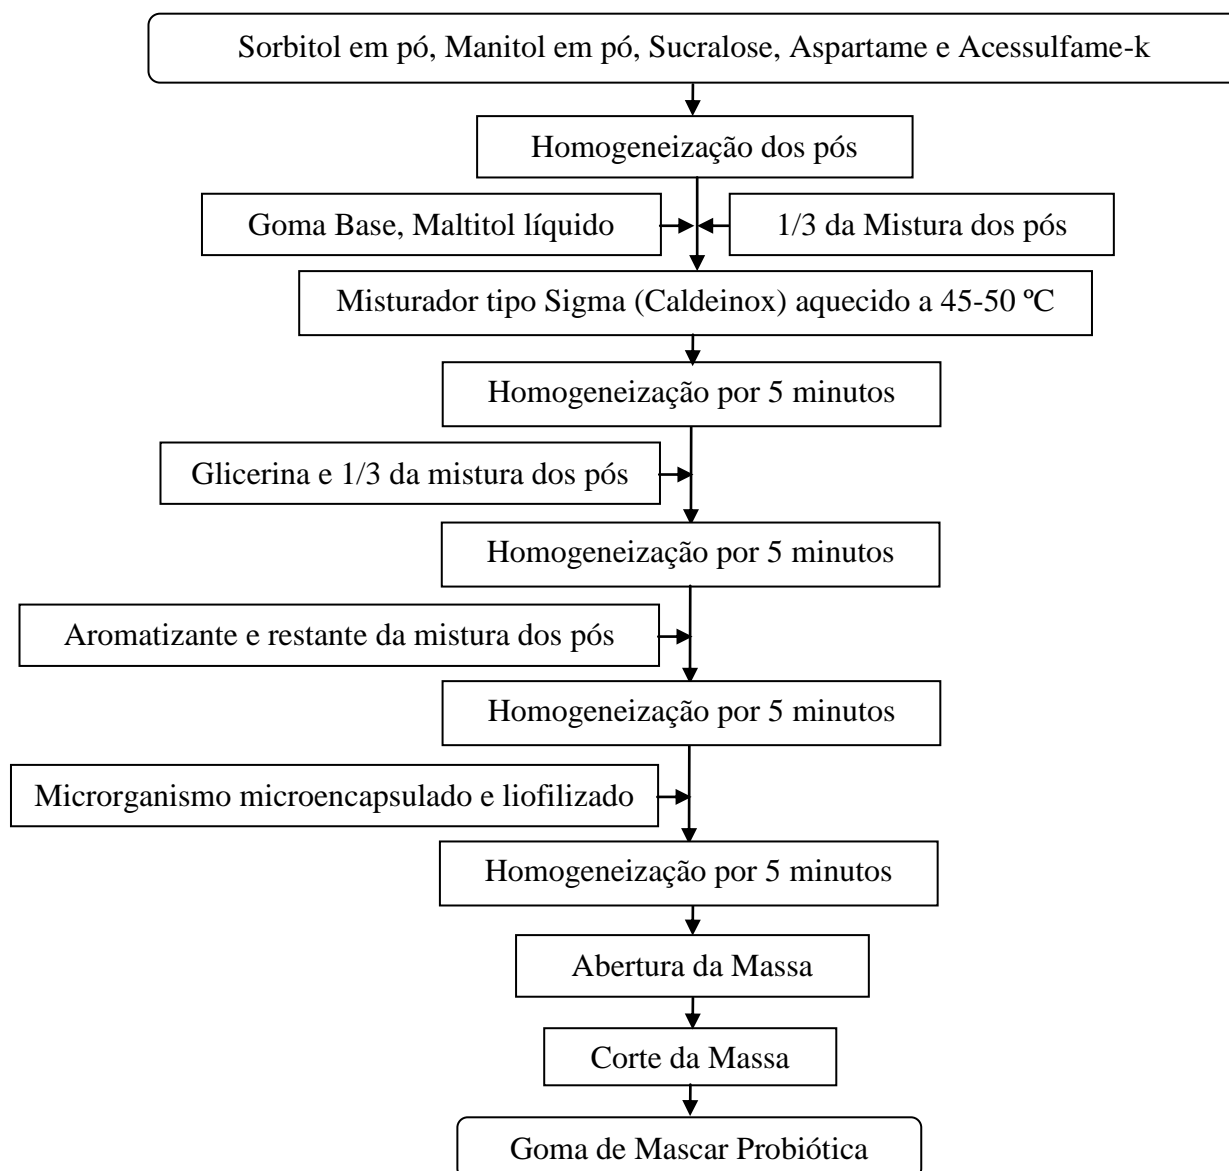 Sorbitol em pó, Manitol em pó, Sucralose, Aspartame e Acessulfame-k
Homogeneização dos pós
Goma Base, Maltitol líquido
1/3 da Mistura dos pós
Misturador tipo Sigma (Caldeinox) aquecido a 45-50 ºC
Homogeneização por 5 minutos
Glicerina e 1/3 da mistura dos pós
Homogeneização por 5 minutos
Aromatizante e restante da mistura dos pós
Homogeneização por 5 minutos
Microrganismo microencapsulado e liofilizado
Homogeneização por 5 minutos
Abertura da Massa
Corte da Massa
Goma de Mascar Probiótica